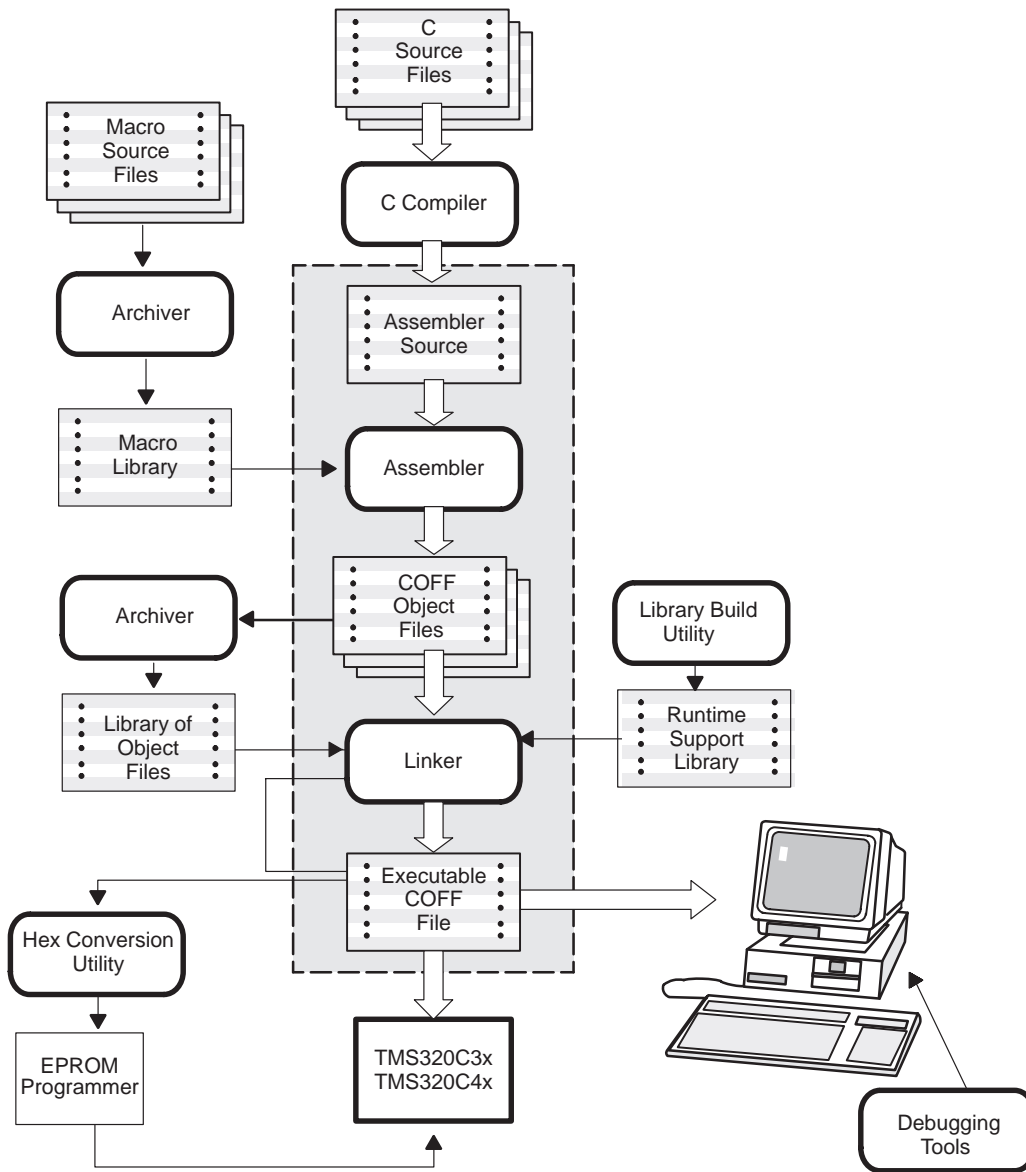 C
Source
Files
Macro
Source
Files
C Compiler
Archiver
Assembler
Source
Macro
Library
Assembler
Archiver
COFF
Object
Files
Library Build
Utility
Library of
Object
Files
Linker
Runtime
Support
Library
Executable
COFF
File
Hex Conversion
Utility
EPROM
Programmer
TMS320C3x
TMS320C4x
Debugging
Tools